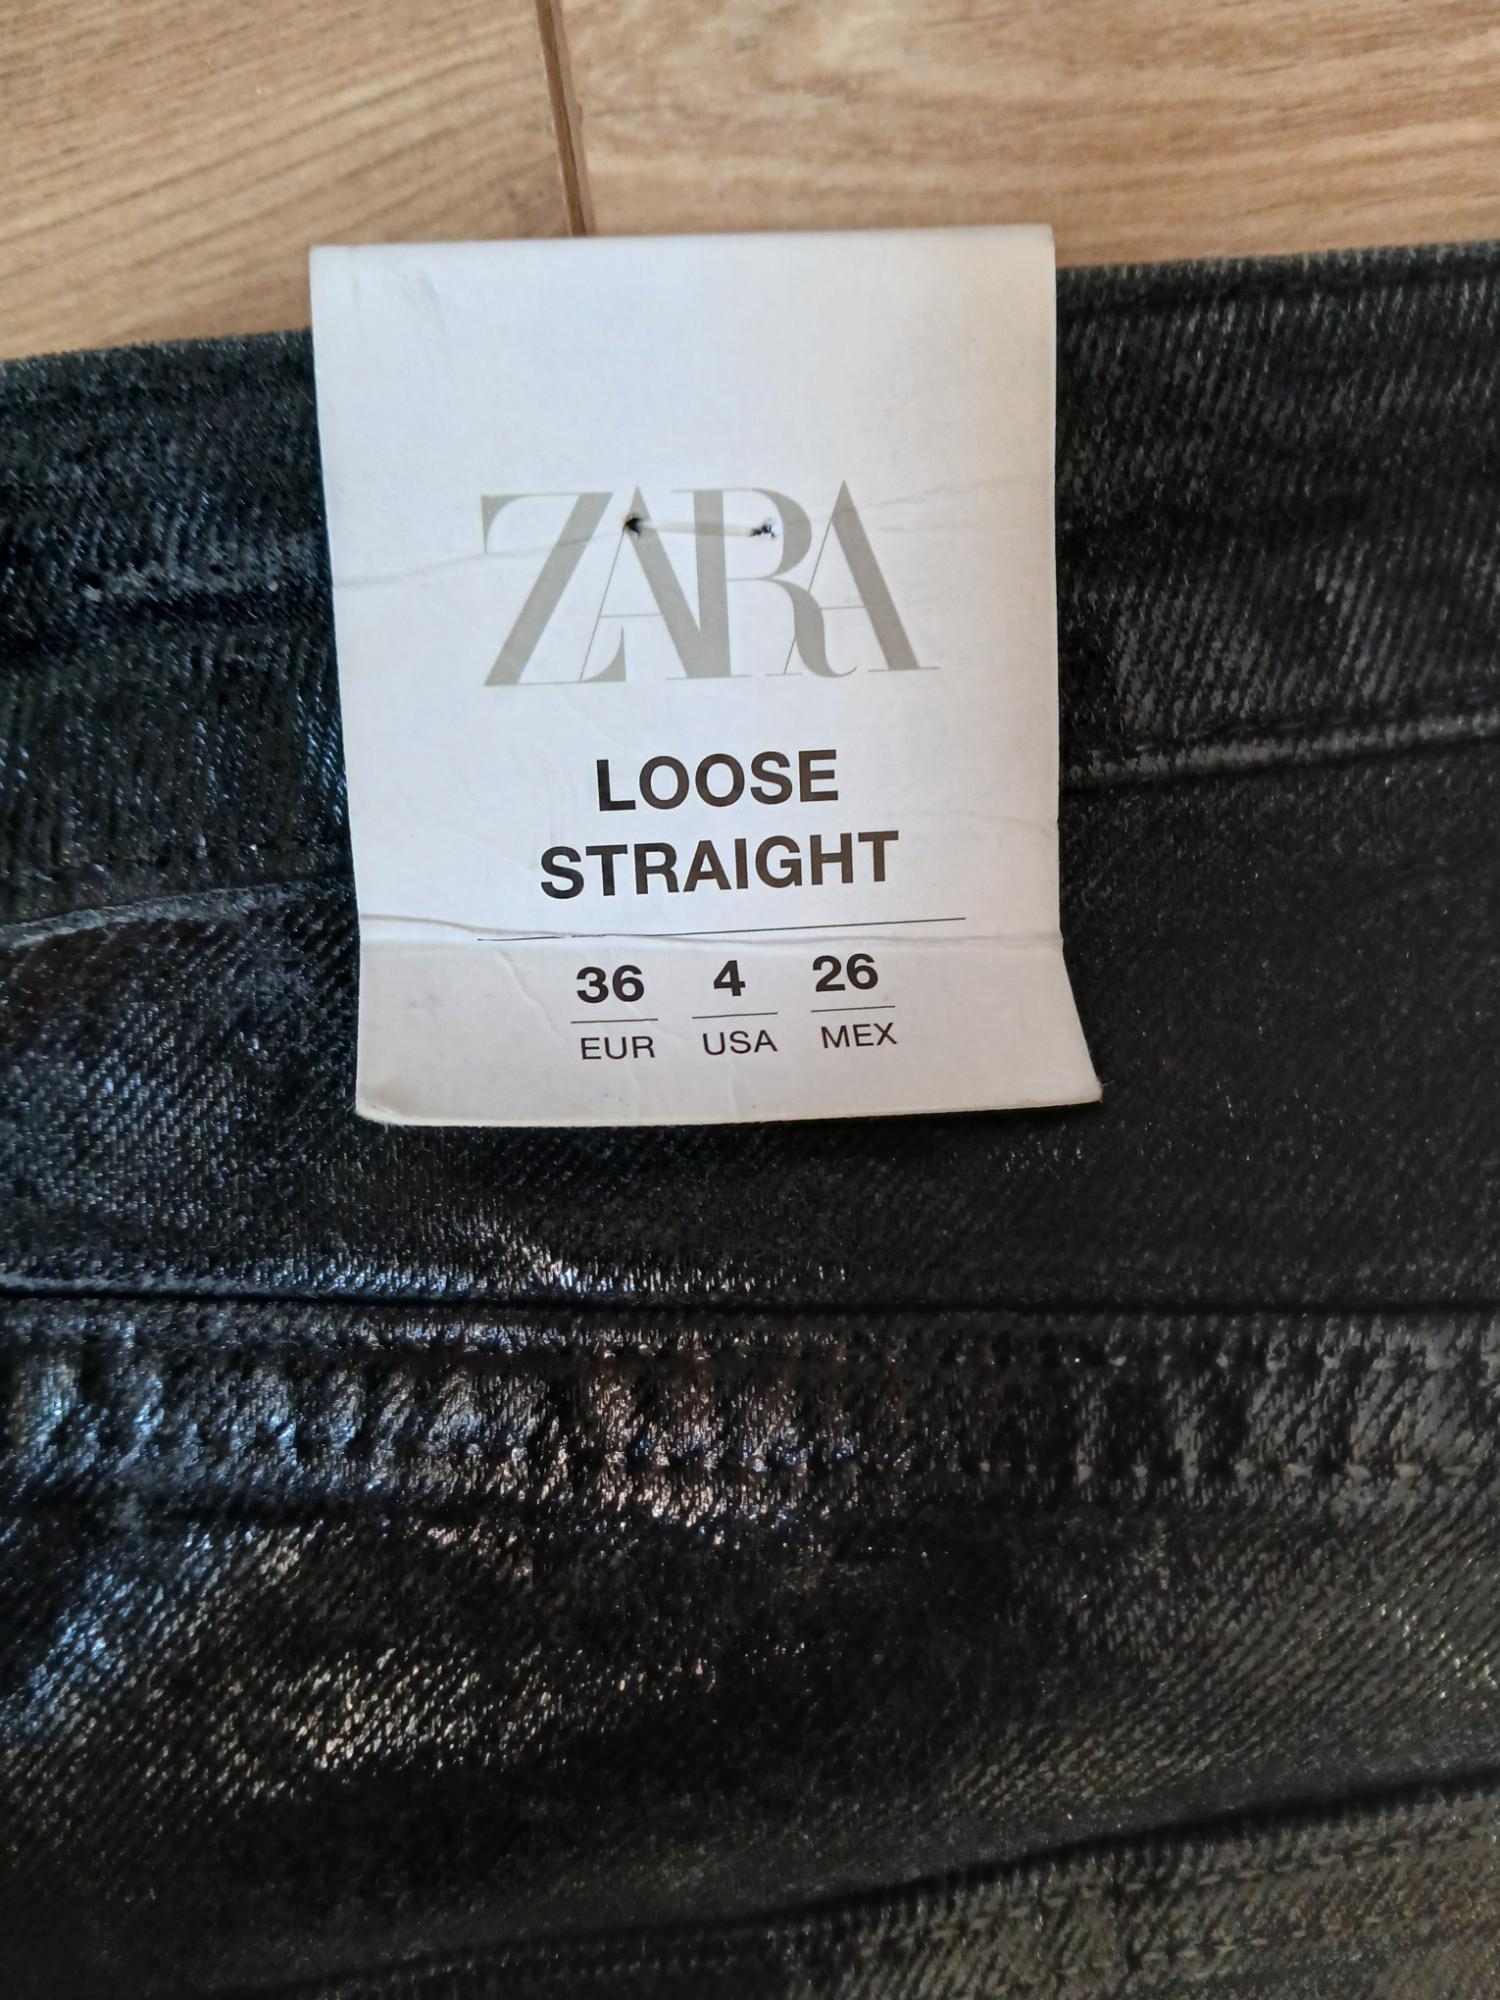 ZARA
LOOSE
STRAIGHT
36 4 26
EUR USA MEX